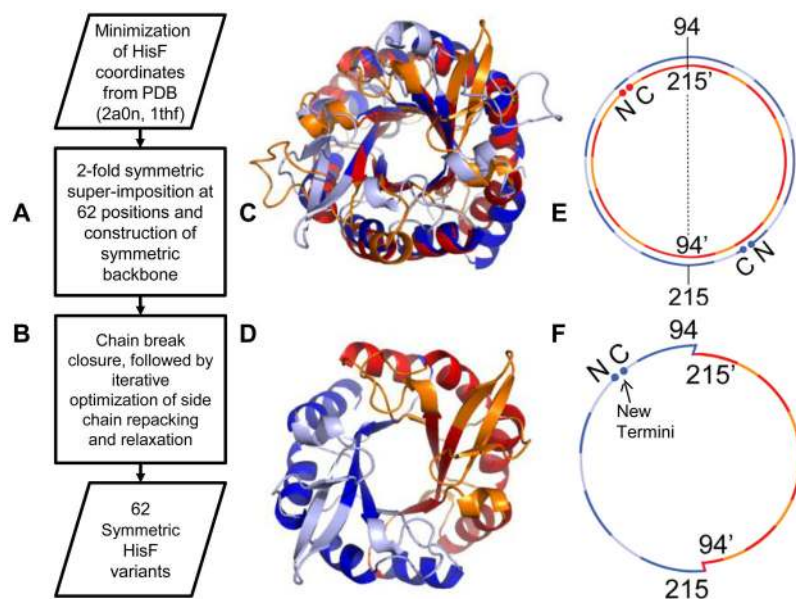 Minimization
of HisF
coordinates
from PDB
(2a0n, 1thf)
A
2-fold symmetric
super-imposition at
62 positions and
construction of
symmetric
backbone
B
Chain break
closure, followed by
iterative
optimization of side
chain repacking
and relaxation
62
Symmetric
HisF
variants
C
D
E
94
215'
N C
94'
C N
215
F
94
N C
215'
New
Termini
94'
215